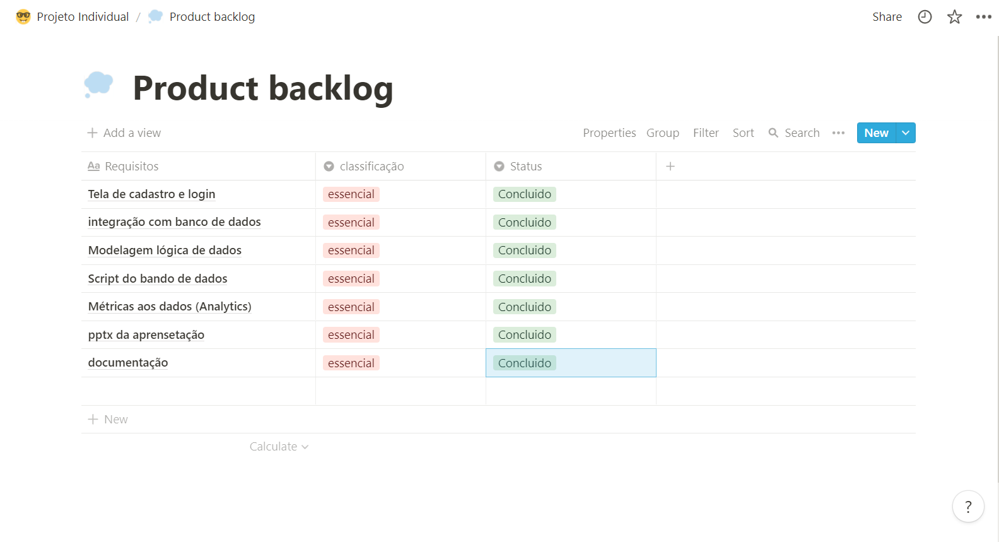 Projeto Individual / Product backlog Share
Product backlog
Add a view Properties Group Filter Sort Search New
Aa Requisitos classificação Status
Tela de cadastro e login essencial Concluido
integração com banco de dados essencial Concluido
Modelagem lógica de dados essencial Concluido
Script do bando de dados essencial Concluido
Métricas aos dados (Analytics) essencial Concluido
pptx da aprensetação essencial Concluido
documentação essencial Concluido
New
Calculate
?